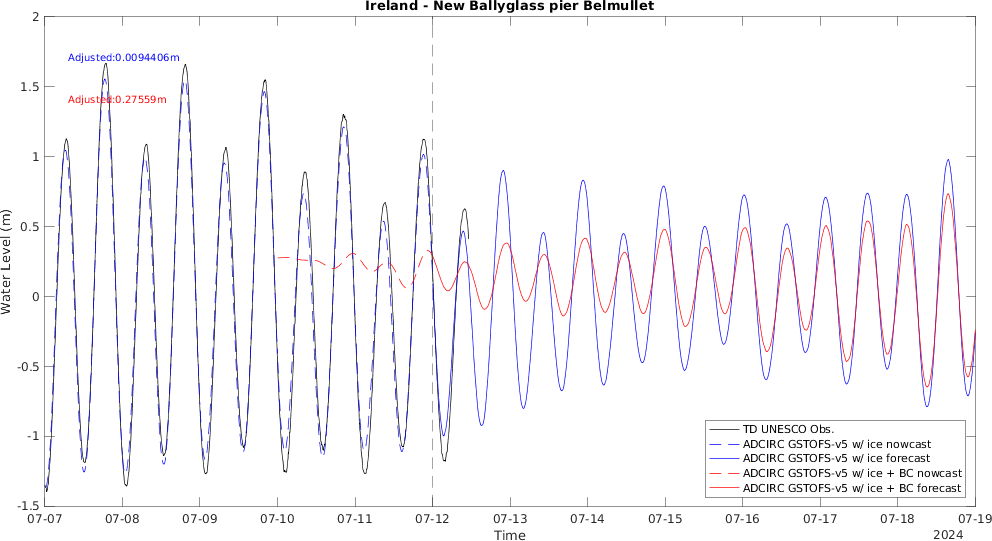 Ireland - New Ballyglass pier Belmullet
Adjusted:0.0094406m
Adjusted:0.27559m
Water Level (m)
2
1.5
1
0.5
0
-0.5
-1
-1.5
07-07 07-08 07-09 07-10 07-11 07-12 07-13 07-14 07-15 07-16 07-17 07-18 07-19
Time
2024
TD UNESCO Obs.
ADCIRC GSTOFS-v5 w/ ice nowcast
ADCIRC GSTOFS-v5 w/ ice forecast
ADCIRC GSTOFS-v5 w/ ice + BC nowcast
ADCIRC GSTOFS-v5 w/ ice + BC forecast